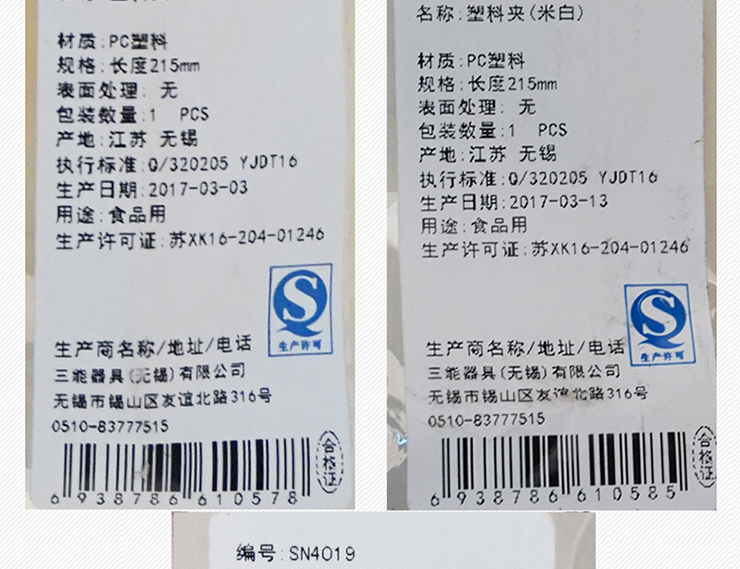 材质:PC塑料
规格:长度215mm
表面处理: 无
包装数量:1 PCS
产地:江苏 无锡
执行标准:Q/320205 YJDT16
生产日期:2017-03-03
用途:食品用
生产许可证:苏XK16-204-01246
QS
生产许可
生产商名称/地址/电话
三能器具(无锡)有限公司
无锡市锡山区友谊北路316号
0510-83777515
合格证
6 938786 610578
名称:塑料夹(米白)
材质:PC塑料
规格:长度215mm
表面处理: 无
包装数量:1 PCS
产地:江苏 无锡
执行标准:Q/320205 YJDT16
生产日期:2017-03-13
用途:食品用
生产许可证:苏XK16-204-01246
QS
生产许可
生产商名称/地址/电话
三能器具(无锡)有限公司
无锡市锡山区友谊北路316号
0510-83777515
合格证
6 938786 610585
编号:SN4019